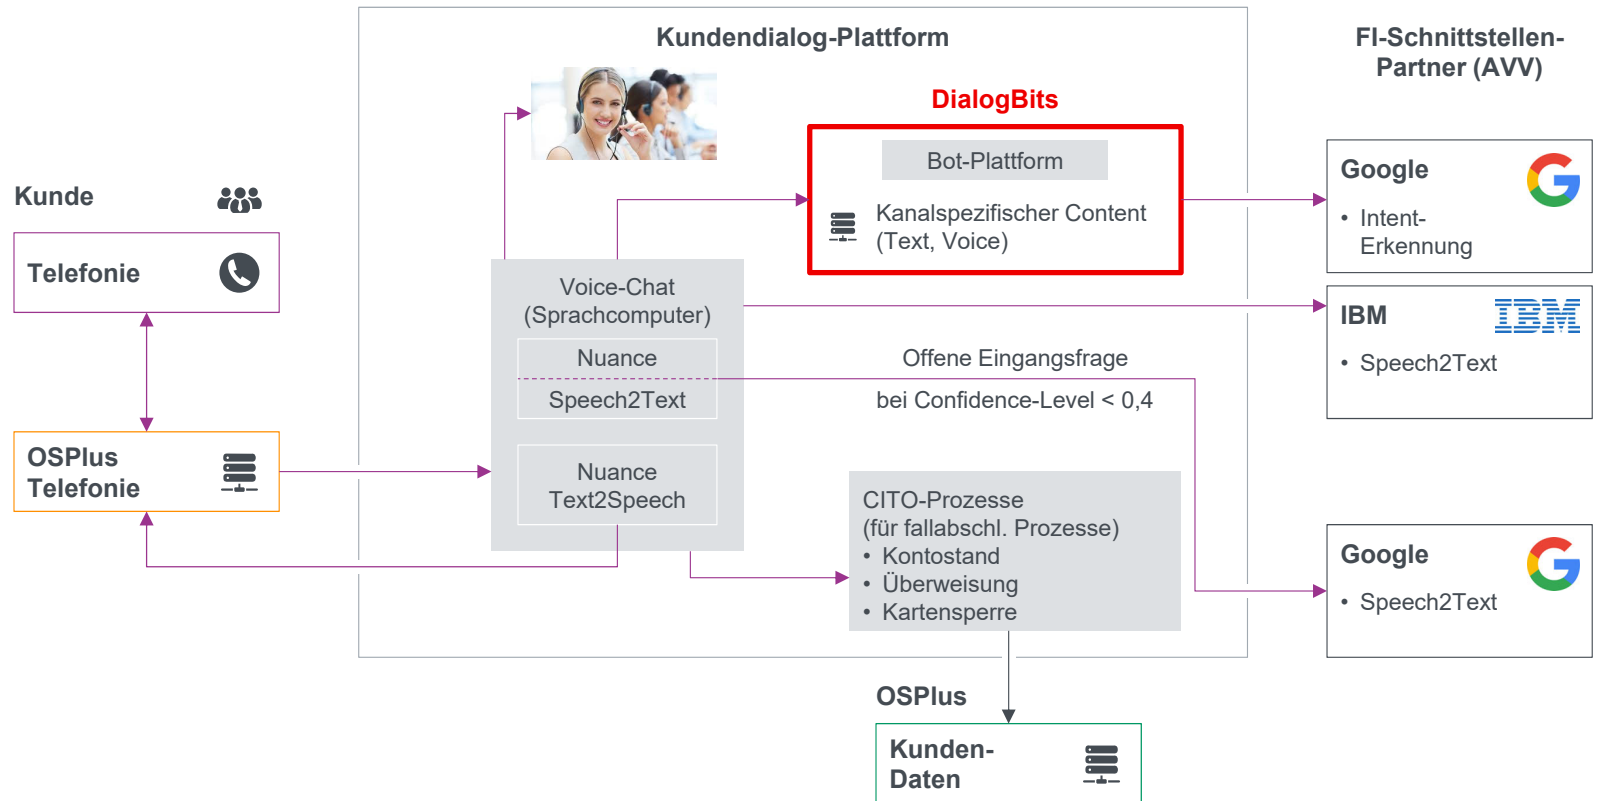 Kundendialog-Plattform
FI-Schnittstellen-
Partner (AVV)
DialogBits
Bot-Plattform
Kanalspezifischer Content
(Text, Voice)
Google
• Intent-
Erkennung
Kunde
Telefonie
Voice-Chat
(Sprachcomputer)
Nuance
Speech2Text
Offene Eingangsfrage
bei Confidence-Level < 0,4
IBM
IBM
• Speech2Text
OSPlus
Telefonie
Nuance
Text2Speech
CITO-Prozesse
(für fallabschl. Prozesse)
• Kontostand
• Überweisung
• Kartensperre
Google
• Speech2Text
OSPlus
Kunden-
Daten